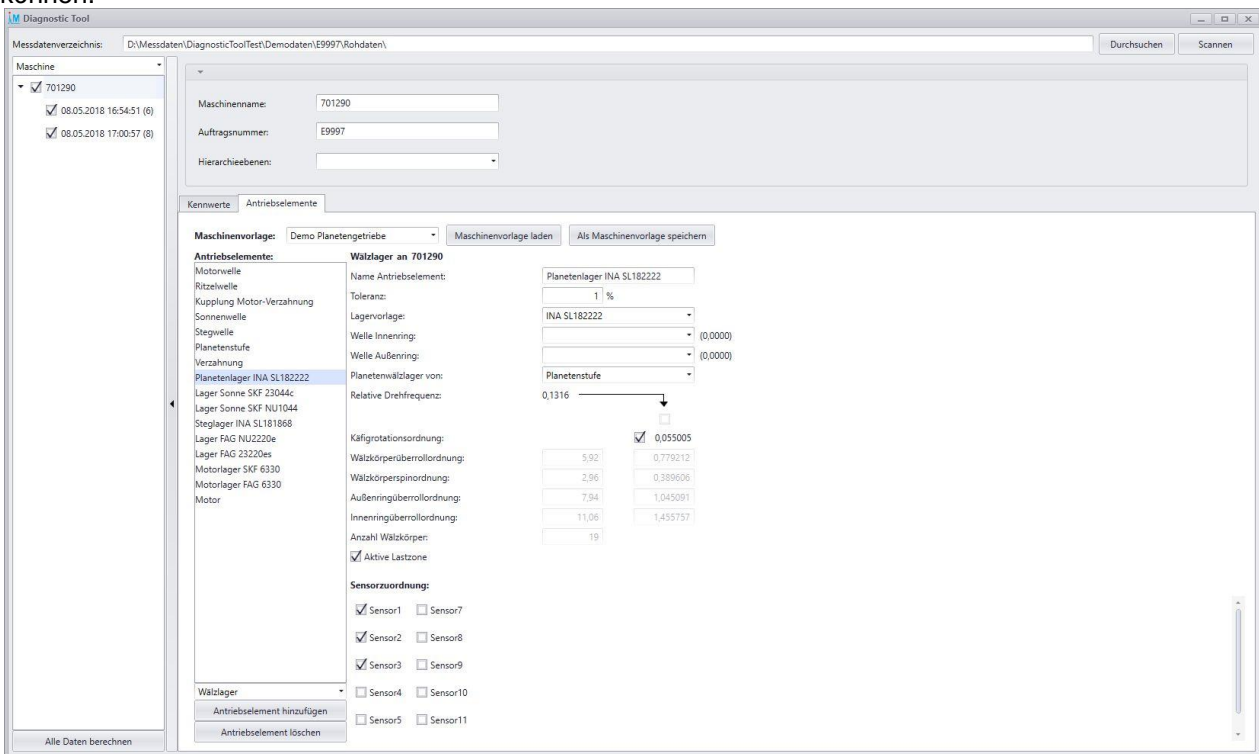 können.
Diagnostic Tool
Messdatenverzeichnis: D:\Messdaten\DiagnosticToolTest\Demodaten\E9997\Rohdaten\ Durchsuchen Scannen
Maschine
701290
08.05.2018 16:54:51 (6)
08.05.2018 17:00:57 (8)
Alle Daten berechnen
Maschinenname: 701290
Auftragsnummer: E9997
Hierarchieebenen:
Kennwerte Antriebselemente
Maschinenvorlage: Demo Planetengetriebe Maschinenvorlage laden Als Maschinenvorlage speichern
Antriebselemente:
Motorwelle
Ritzelwelle
Kupplung Motor-Verzahnung
Sonnenwelle
Stegwelle
Planetenstufe
Verzahnung
Planetenlager INA SL182222
Lager Sonne SKF 23044c
Lager Sonne SKF NU1044
Steglager INA SL181868
Lager FAG NU2220e
Lager FAG 23220es
Motorlager SKF 6330
Motorlager FAG 6330
Motor
Wälzlager
Antriebselement hinzufügen
Antriebselement löschen
Wälzlager an 701290
Name Antriebselement: Planetenlager INA SL182222
Toleranz: 1 %
Lagervorlage: INA SL182222
Welle Innenring: (0,0000)
Welle Außenring: (0,0000)
Planetenwälzlager von: Planetenstufe
Relative Drehfrequenz: 0,1316
Käfigrotationsordnung: 0,055005
Wälzkörperüberrollordnung: 5,92 0,779212
Wälzkörperspinordnung: 2,96 0,389606
Außenringüberrollordnung: 7,94 1,045091
Innenringüberrollordnung: 11,06 1,455757
Anzahl Wälzkörper: 19
Aktive Lastzone
Sensorzuordnung:
Sensor1 Sensor7
Sensor2 Sensor8
Sensor3 Sensor9
Sensor4 Sensor10
Sensor5 Sensor11